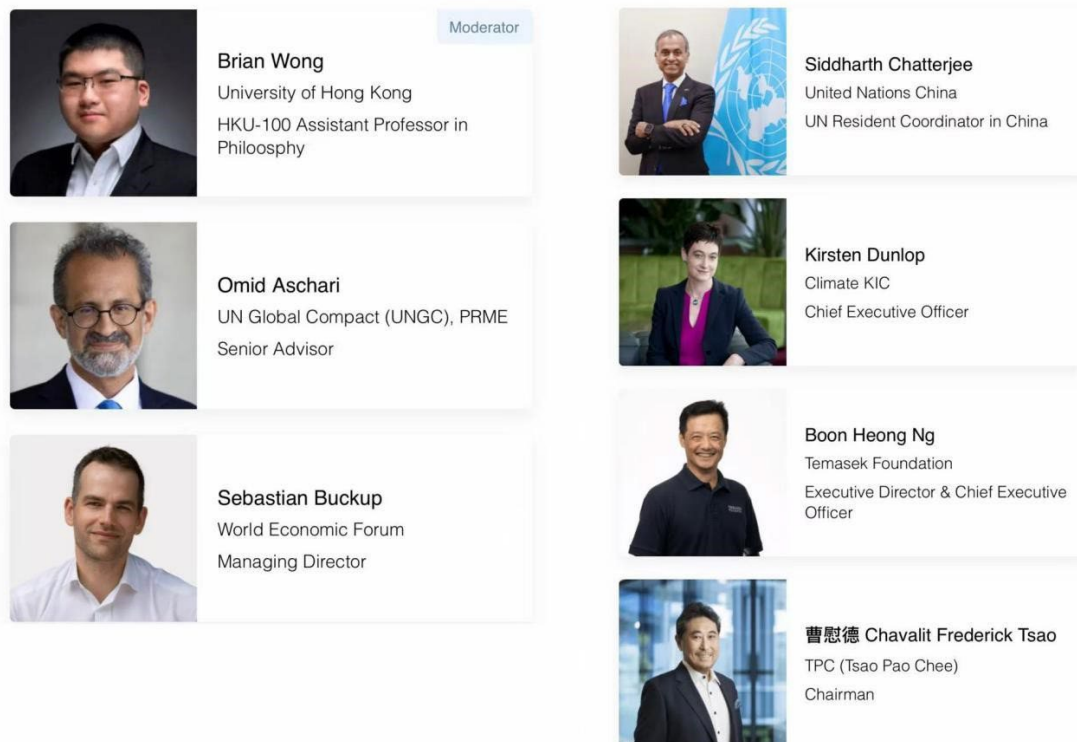 Moderator
Brian Wong
University of Hong Kong
HKU-100 Assistant Professor in
Philoosphy
Omid Aschari
UN Global Compact (UNGC), PRME
Senior Advisor
Sebastian Buckup
World Economic Forum
Managing Director
Siddharth Chatterjee
United Nations China
UN Resident Coordinator in China
Kirsten Dunlop
Climate KIC
Chief Executive Officer
Boon Heong Ng
Temasek Foundation
Executive Director & Chief Executive
Officer
曹慰德 Chavalit Frederick Tsao
TPC (Tsao Pao Chee)
Chairman